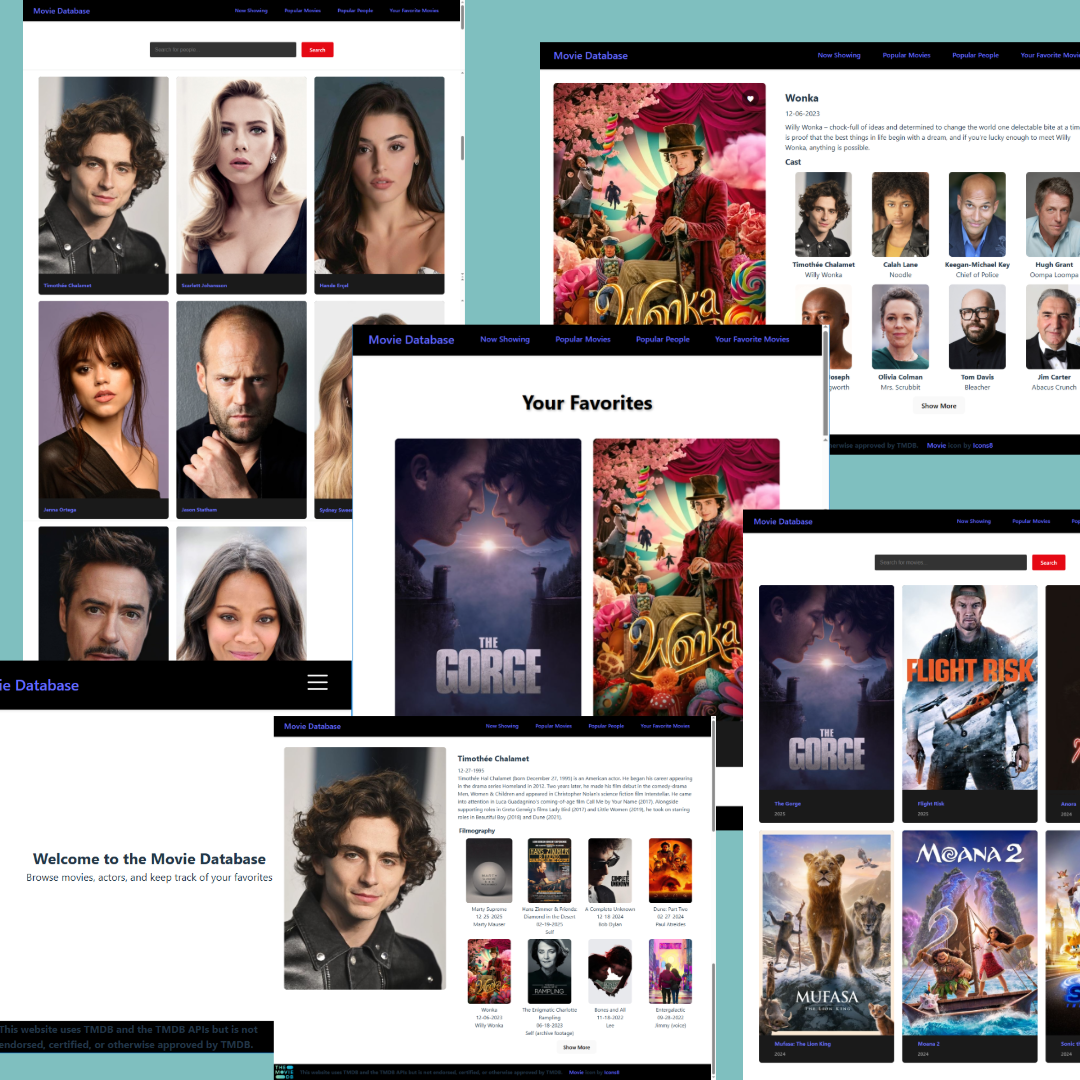 Movie Database
Now Showing
Popular Movies
Popular People
Your Favorite Movies
Search for people...
Search
Timothée Chalamet
Scarlett Johansson
Hande Erçel
Jenna Ortega
Jason Statham
Sydney
Movie Database
Now Showing
Popular Movies
Popular People
Your Favorite Movie
Wonka
Wonka
12-06-2023
Willy Wonka – chock-full of ideas and determined to change the world one delectable bite at a time
is proof that the best things in life begin with a dream, and if you're lucky enough to meet Willy
Wonka, anything is possible.
Cast
Timothée Chalamet
Willy Wonka
Calah Lane
Noodle
Keegan-Michael Key
Chief of Police
Hugh Grant
Oompa Loompa
oseph
gworth
Olivia Colman
Mrs. Scrubbit
Tom Davis
Bleacher
Jim Carter
Abacus Crunch
Show More
otherwise approved by TMDB. Movie icon by Icons8
Movie Database
Now Showing
Popular Movies
Popular People
Your Favorite Movies
Your Favorites
THE
GORGE
Wonka
Movie Database
Now Showing
Popular Movies
Search for movies...
Search
THE
GORGE
The Gorge
2025
FLIGHT RISK
Flight Risk
2025
Anora
2024
MUFASA
THE LION KING
Mufasa: The Lion King
2024
MOANA 2
Moana 2
2024
Sonic
2024
ie Database
Welcome to the Movie Database
Browse movies, actors, and keep track of your favorites
This website uses TMDB and the TMDB APIs but is not
endorsed, certified, or otherwise approved by TMDB.
Movie Database
Now Showing
Popular Movies
Popular People
Your Favorite Movies
Timothée Chalamet
12-27-1995
Timothée Hal Chalamet (born December 27, 1995) is an American actor. He began his career appearing
in the drama series Homeland in 2012. Two years later, he made his film debut in the comedy-drama
Men, Women & Children and appeared in Christopher Nolan's science fiction film Interstellar. He came
into attention in Luca Guadagnino's coming-of-age film Call Me by Your Name (2017). Alongside
supporting roles in Greta Gerwig's films Lady Bird (2017) and Little Women (2019), he took on starring
roles in Beautiful Boy (2018) and Dune (2021).
Filmography
Marty Supreme
12-25-2025
Marty Mauser
Hans Zimmer & Friends:
Diamond in the Desert
02-19-2025
Self
A Complete Unknown
12-18-2024
Bob Dylan
Dune: Part Two
02-27-2024
Paul Atreides
Wonka
12-06-2023
Willy Wonka
RAMPLING
The Enigmatic Charlotte
Rampling
06-18-2023
Self (archive footage)
Bones and All
11-18-2022
Lee
Entergalactic
09-28-2022
Jimmy (voice)
Show More
THE
MOVIE
DB
This website uses TMDB and the TMDB APIs but is not endorsed, certified, or otherwise approved by TMDB. Movie icon by Icons8